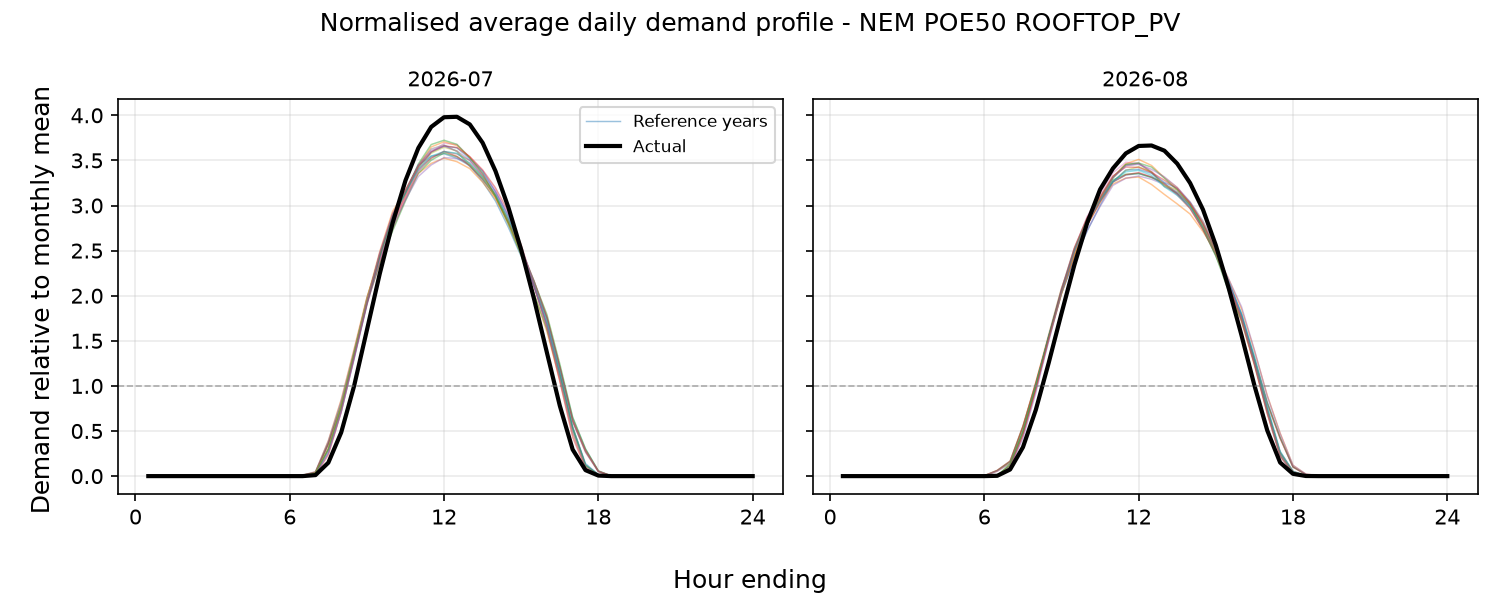 Normalised average daily demand profile - NEM POE50 ROOFTOP_PV
2026-07
2026-08
Demand relative to monthly mean
4.0
3.5
3.0
2.5
2.0
1.5
1.0
0.5
0.0
Reference years
Actual
0 6 12 18 24
0 6 12 18 24
Hour ending